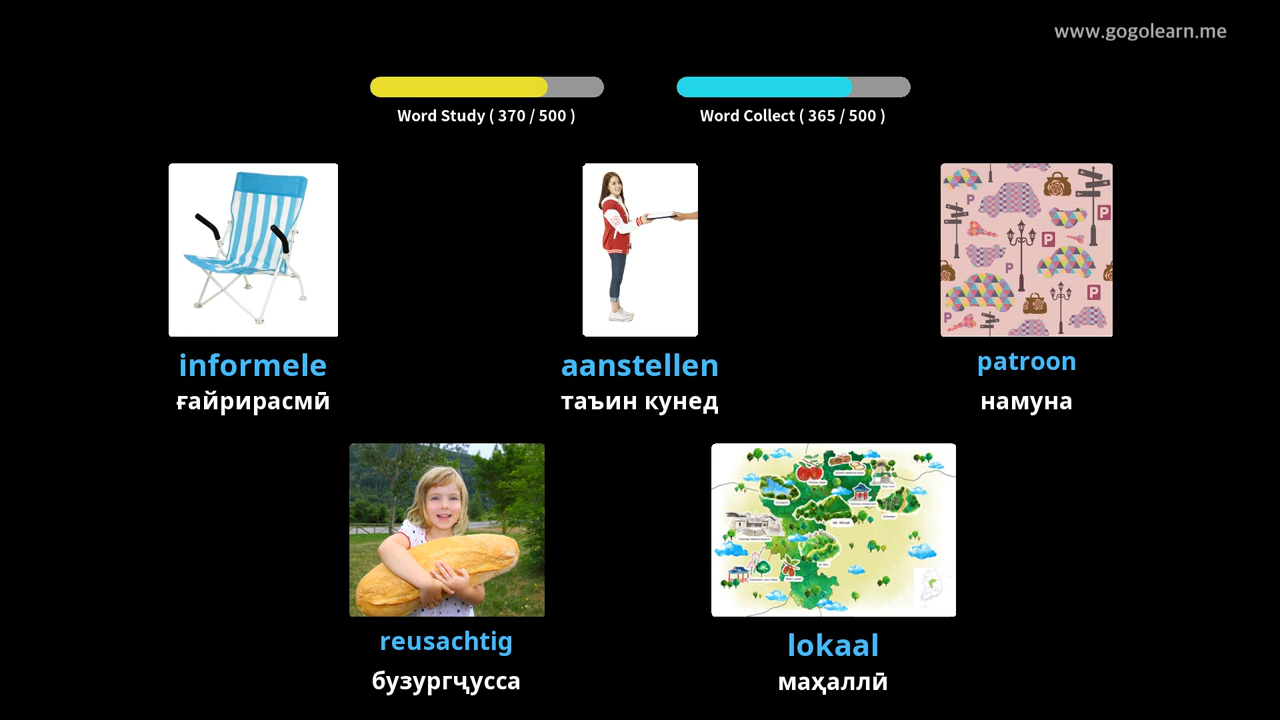 www.gogolearn.me
Word Study ( 370 / 500 )
Word Collect ( 365 / 500 )
informele
ғайрирасмӣ
aanstellen
таъин кунед
patroon
намуна
reusachtig
бузургҷусса
lokaal
маҳаллӣ